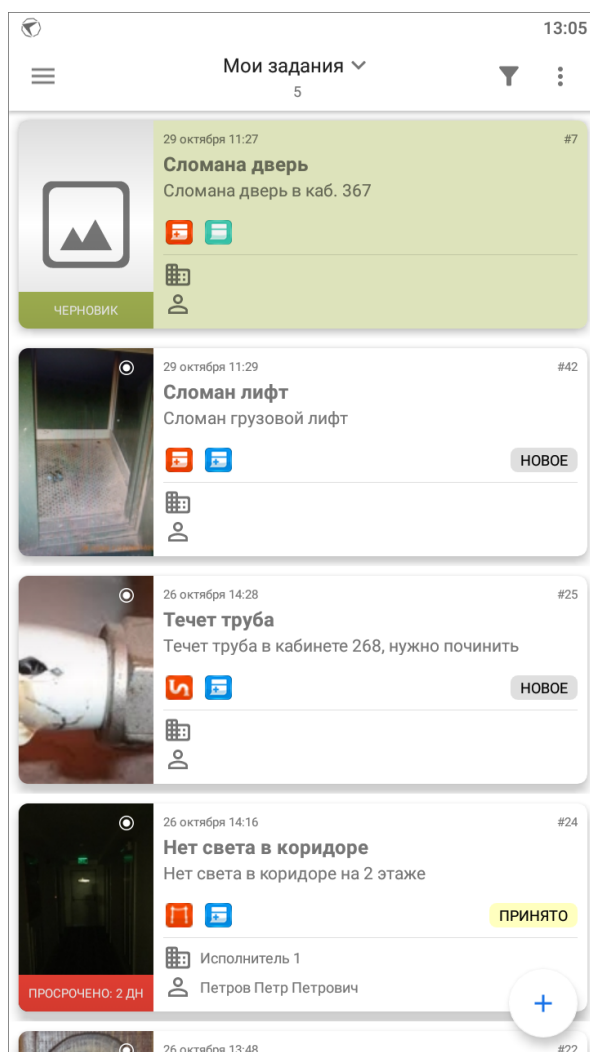 13:05
Мои задания
5
29 октября 11:27 #7
Сломана дверь
Сломана дверь в каб. 367
ЧЕРНОВИК
29 октября 11:29 #42
Сломан лифт
Сломан грузовой лифт
НОВОЕ
26 октября 14:28 #25
Течет труба
Течет труба в кабинете 268, нужно починить
НОВОЕ
26 октября 14:16 #24
Нет света в коридоре
Нет света в коридоре на 2 этаже
ПРИНЯТО
Исполнитель 1
ПРОСРОЧЕНО: 2 ДН Петров Петр Петрович
26 октября 13:48 #22